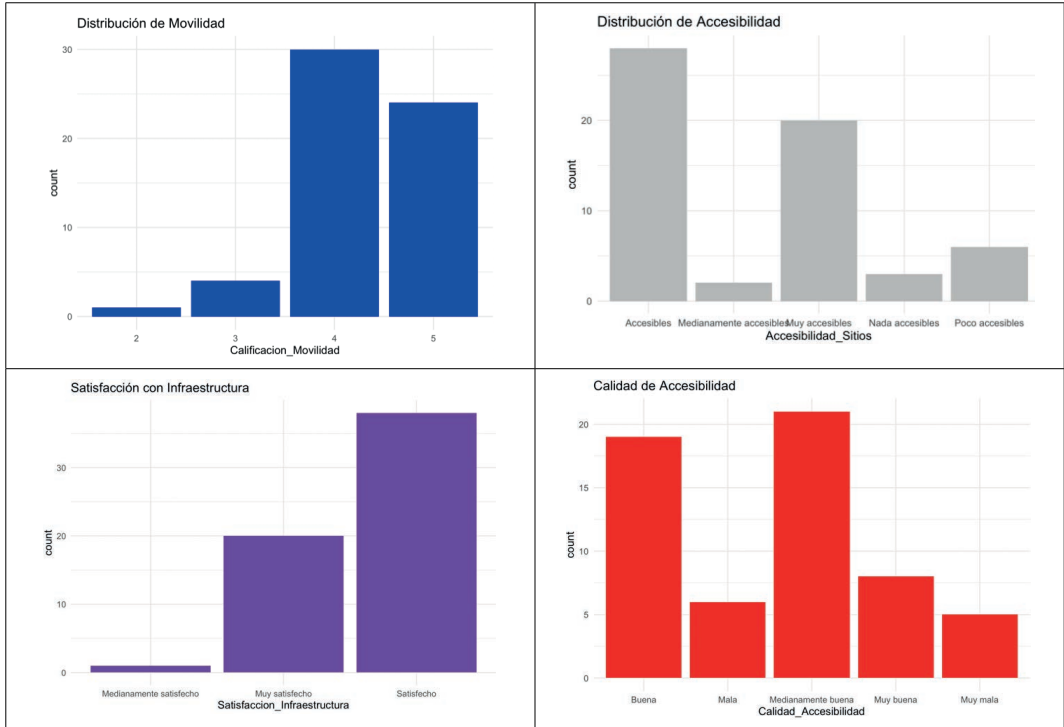 Distribución de Movilidad
count
30
20
10
0
2 3 4 5
Calificacion_Movilidad
Distribución de Accesibilidad
count
20
10
0
Accesibles Medianamente accesibles Muy accesibles Nada accesibles Poco accesibles
Accesibilidad_Sitios
Satisfacción con Infraestructura
count
30
20
10
0
Medianamente satisfecho Muy satisfecho Satisfecho
Satisfaccion_Infraestructura
Calidad de Accesibilidad
count
20
15
10
5
0
Buena Mala Medianamente buena Muy buena Muy mala
Calidad_Accesibilidad